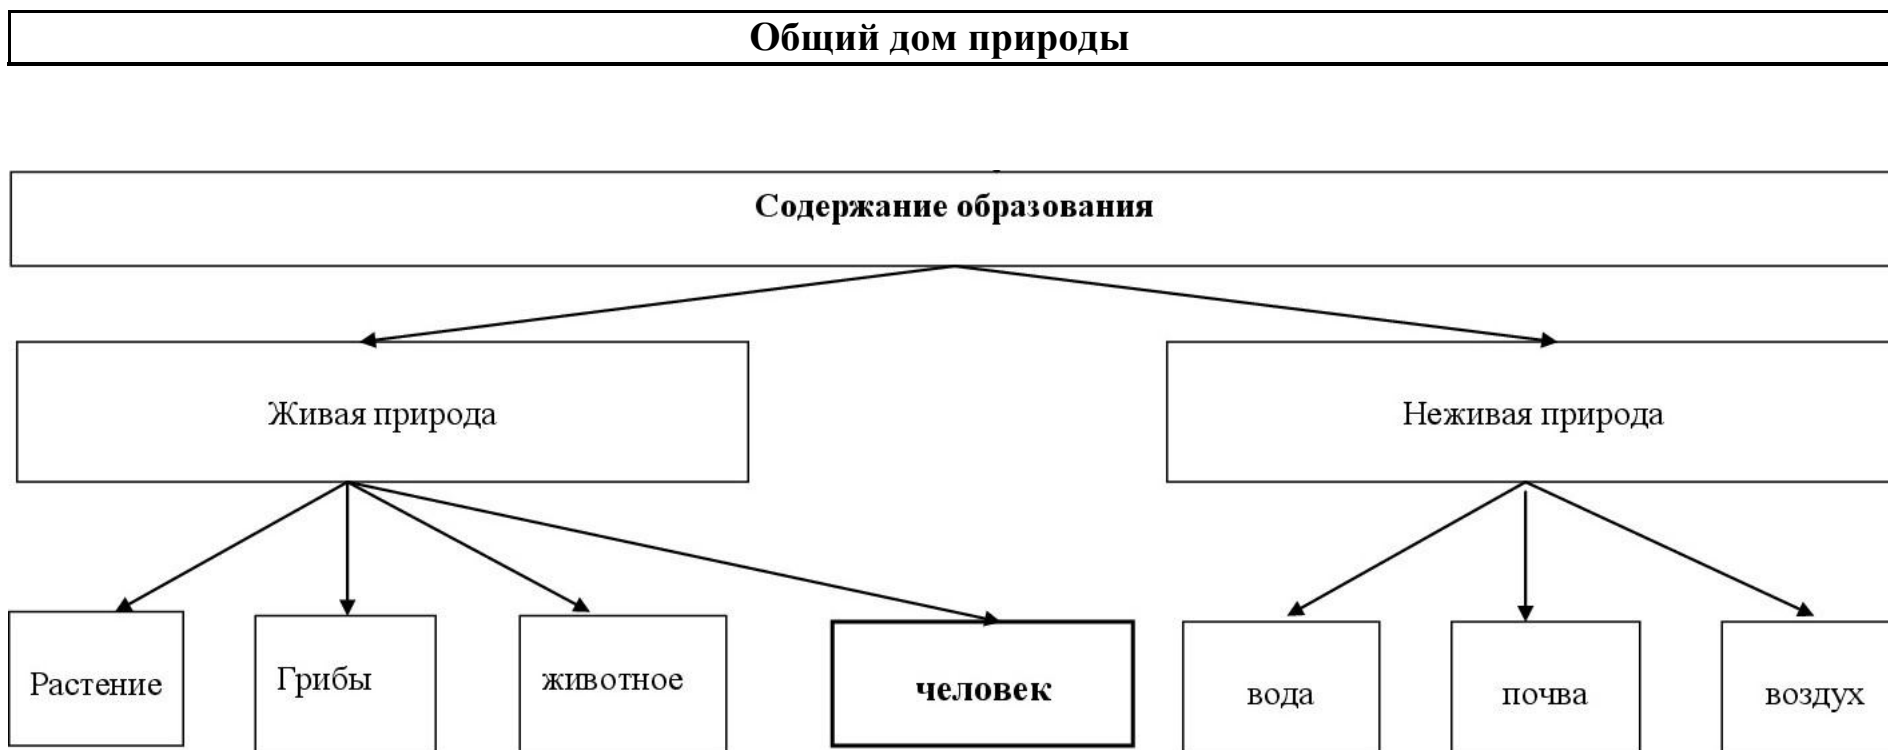 Общий дом природы
Содержание образования
Живая природа
Неживая природа
Растение
Грибы
животное
человек
вода
почва
воздух